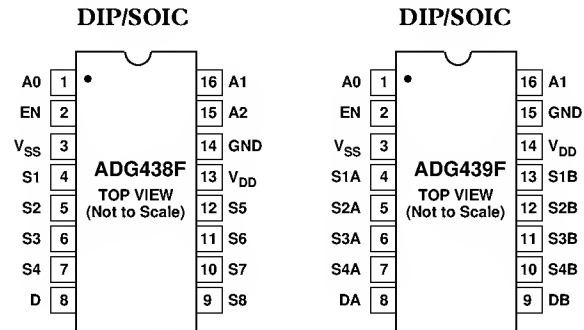 DIP/SOIC
A0 1 16 A1
EN 2 15 A2
VSS 3 14 GND
S1 4 13 VDD
S2 5 12 S5
S3 6 11 S6
S4 7 10 S7
D 8 9 S8
ADG438F
TOP VIEW
(Not to Scale)
DIP/SOIC
A0 1 16 A1
EN 2 15 GND
VSS 3 14 VDD
S1A 4 13 S1B
S2A 5 12 S2B
S3A 6 11 S3B
S4A 7 10 S4B
DA 8 9 DB
ADG439F
TOP VIEW
(Not to Scale)